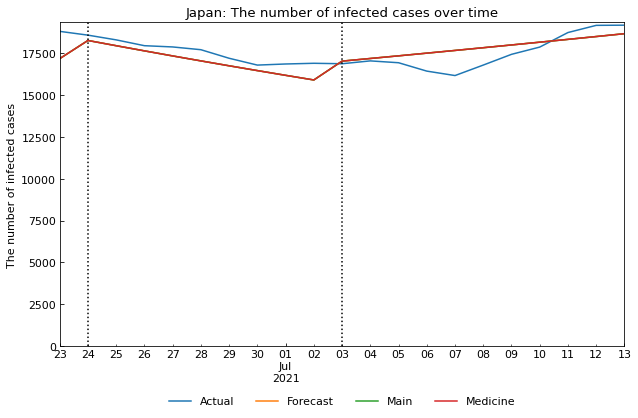 Japan: The number of infected cases over time
The number of infected cases
17500
15000
12500
10000
7500
5000
2500
0
23 24 25 26 27 28 29 30 01 02 03 04 05 06 07 08 09 10 11 12 13
Jul
2021
Actual Forecast Main Medicine